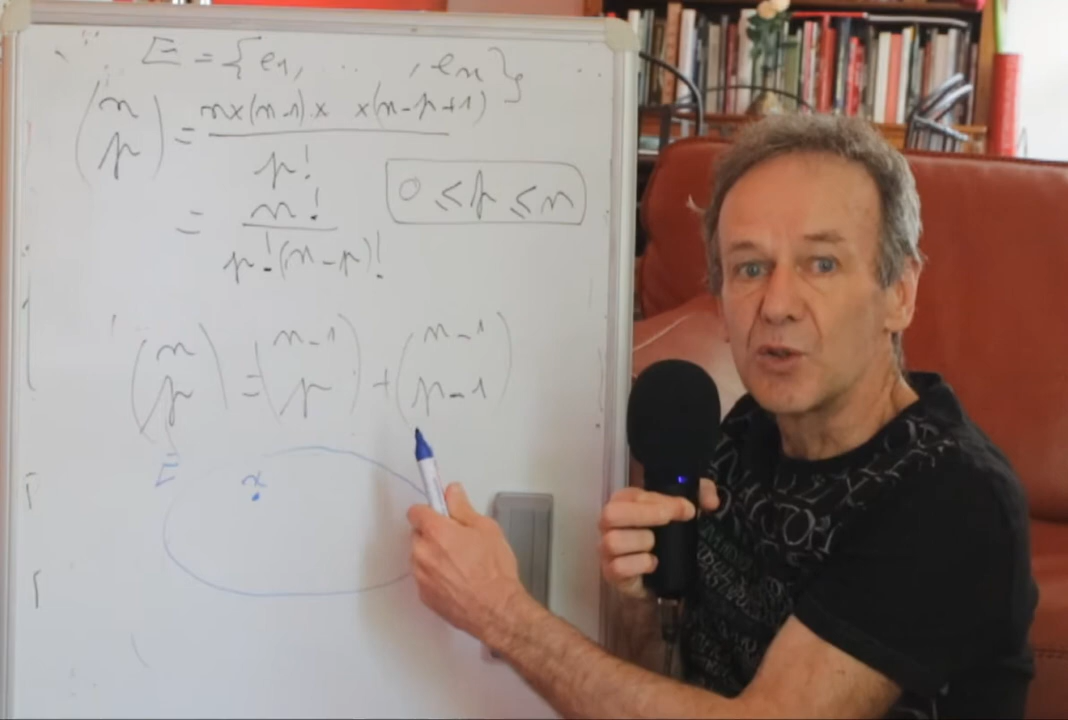 E = {e1, .. , en}
(n p) = n×(n-1)× ×(n-p+1) / p!
= n! / p!(n-p)!
0 ≤ p ≤ n
(n p) = (n-1 p) + (n-1 p-1)
E x